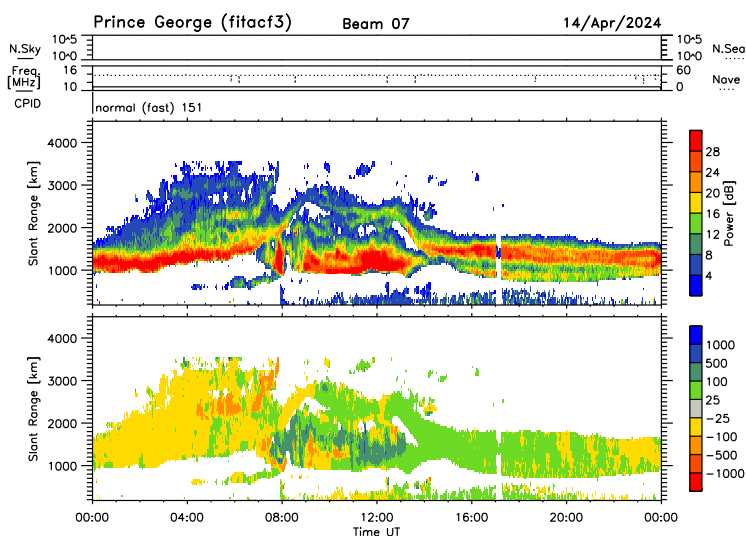 Prince George (fitacf3) Beam 07 14/Apr/2024
N.Sky 10^5 10^0 10^5 10^0 N.Sea
Freq. [MHz] 16 10 60 0 Nave
CPID normal (fast) 151
Slant Range [km] 4000 3000 2000 1000
28 24 20 16 12 8 4 Power [dB]
Slant Range [km] 4000 3000 2000 1000
1000 500 100 25 -25 -100 -500 -1000
00:00 04:00 08:00 12:00 16:00 20:00 00:00
Time UT